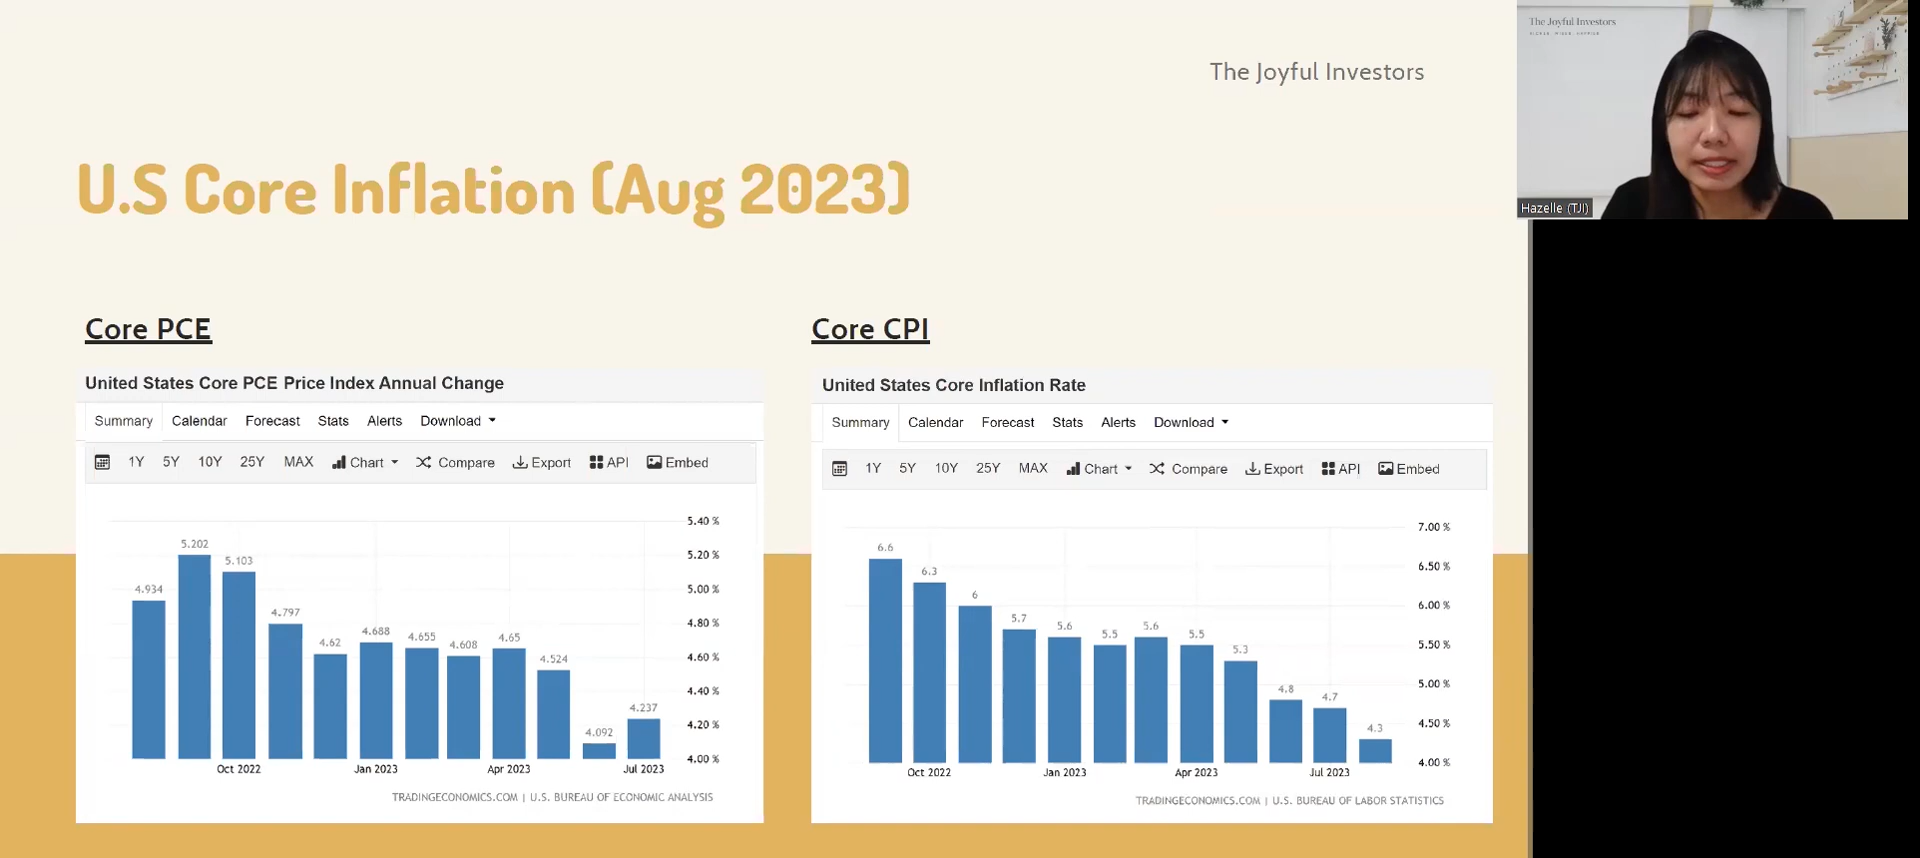 The Joyful Investors
The Joyful Investors
Hazelle (TJI)
U.S Core Inflation (Aug 2023)
Core PCE
United States Core PCE Price Index Annual Change
Summary Calendar Forecast Stats Alerts Download
1Y 5Y 10Y 25Y MAX Chart Compare Export API Embed
5.40 %
5.20 %
5.00 %
4.80 %
4.60 %
4.40 %
4.20 %
4.00 %
4.934
5.202
5.103
4.797
4.62
4.688
4.655
4.608
4.65
4.524
4.092
4.237
Oct 2022 Jan 2023 Apr 2023 Jul 2023
TRADINGECONOMICS.COM | U.S. BUREAU OF ECONOMIC ANALYSIS
Core CPI
United States Core Inflation Rate
Summary Calendar Forecast Stats Alerts Download
1Y 5Y 10Y 25Y MAX Chart Compare Export API Embed
7.00 %
6.50 %
6.00 %
5.50 %
5.00 %
4.50 %
4.00 %
6.6
6.3
6
5.7
5.6
5.5
5.6
5.5
5.3
4.8
4.7
4.3
Oct 2022 Jan 2023 Apr 2023 Jul 2023
TRADINGECONOMICS.COM | U.S. BUREAU OF LABOR STATISTICS